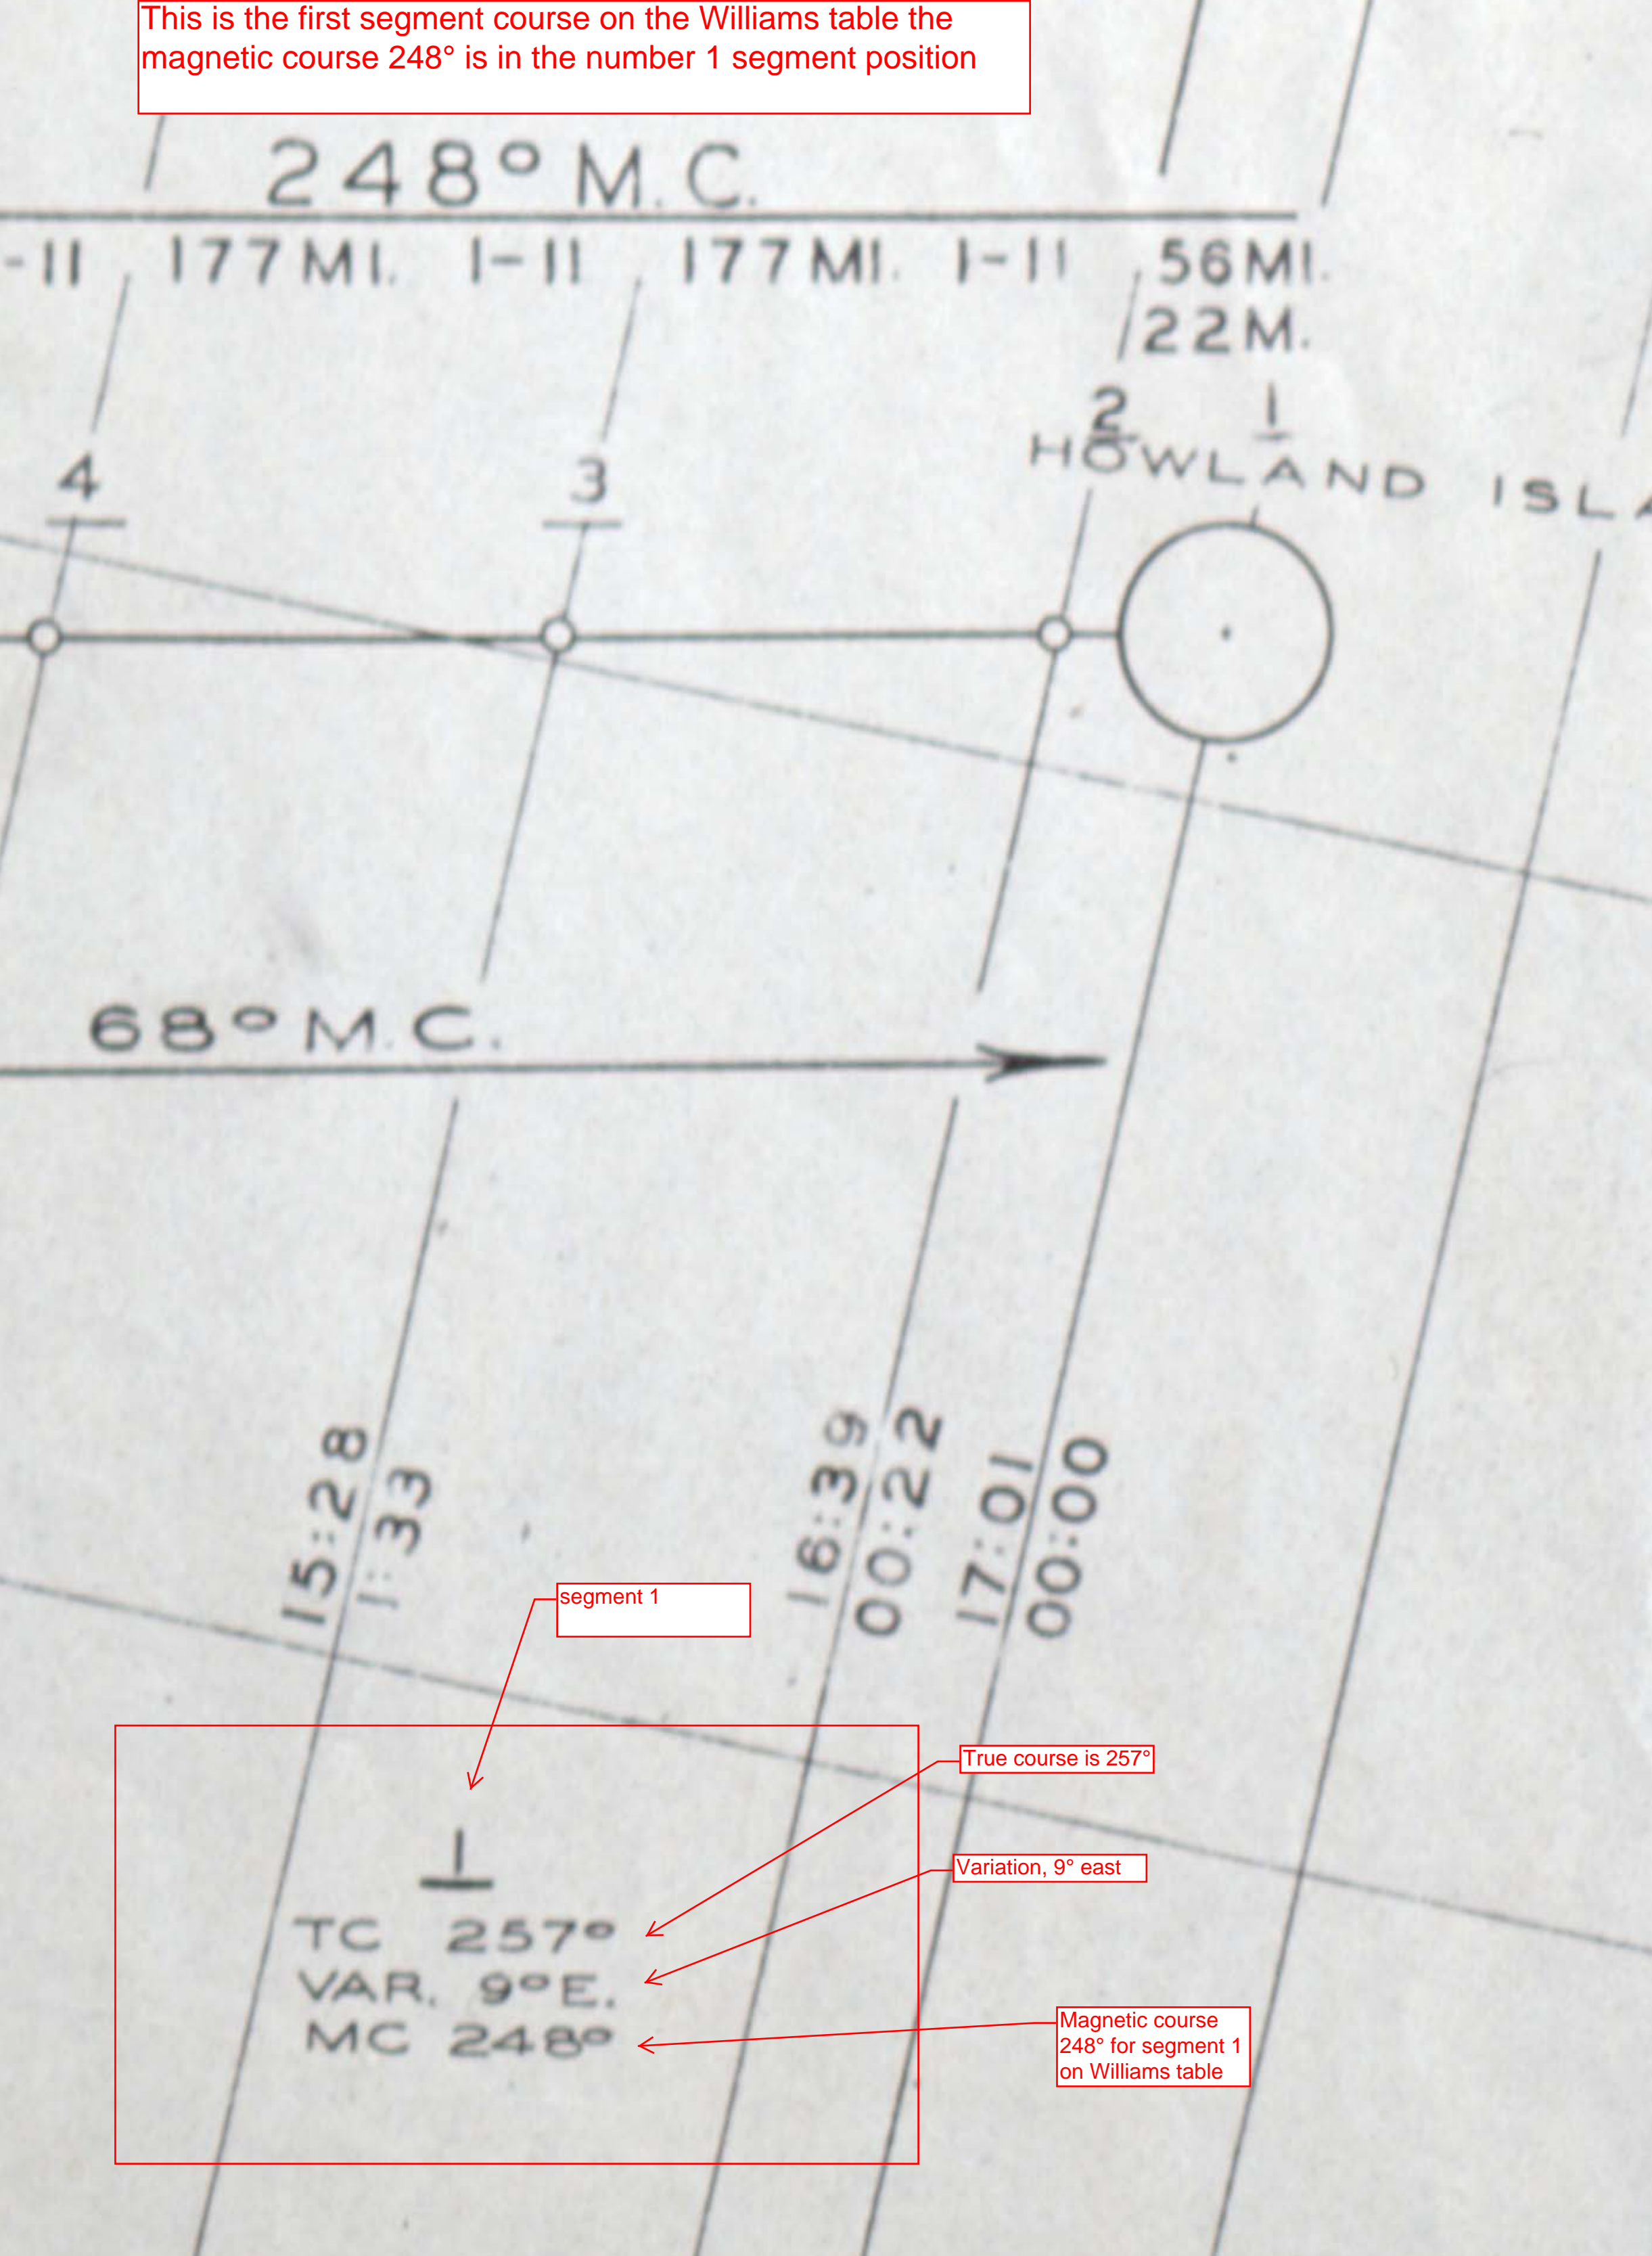 This is the first segment course on the Williams table the
magnetic course 248° is in the number 1 segment position
248° M.C.
-11 177 MI. 1-11 177 MI. 1-11 56 MI.
22 M.
2 1
HOWLAND ISLA
4 3
68° M.C.
15:28
1:33
16:39
00:22
17:01
00:00
segment 1
True course is 257°
Variation, 9° east
1
TC 257°
VAR. 9° E.
MC 248°
Magnetic course
248° for segment 1
on Williams table